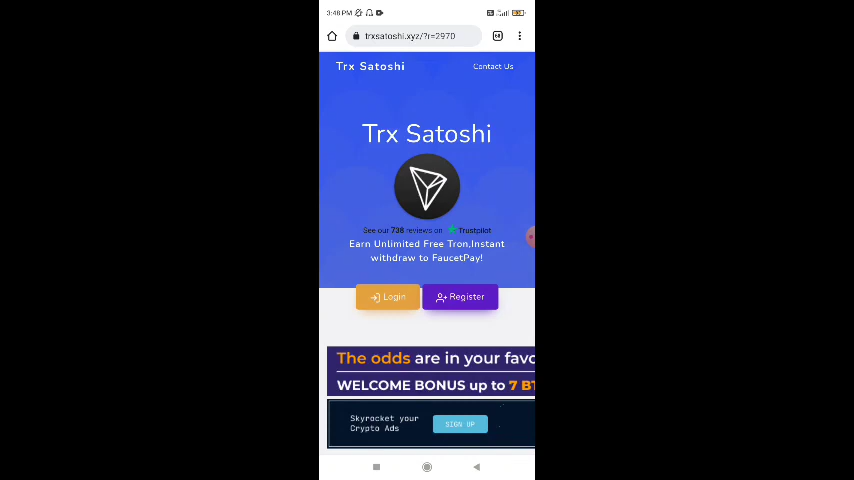 3:48 PM
trxsatoshi.xyz/?r=2970
Trx Satoshi
Contact Us
Trx Satoshi
See our 738 reviews on Trustpilot
Earn Unlimited Free Tron,Instant
withdraw to FaucetPay!
Login
Register
The odds are in your favo
WELCOME BONUS up to 7 BT
Skyrocket your
Crypto Ads
SIGN UP